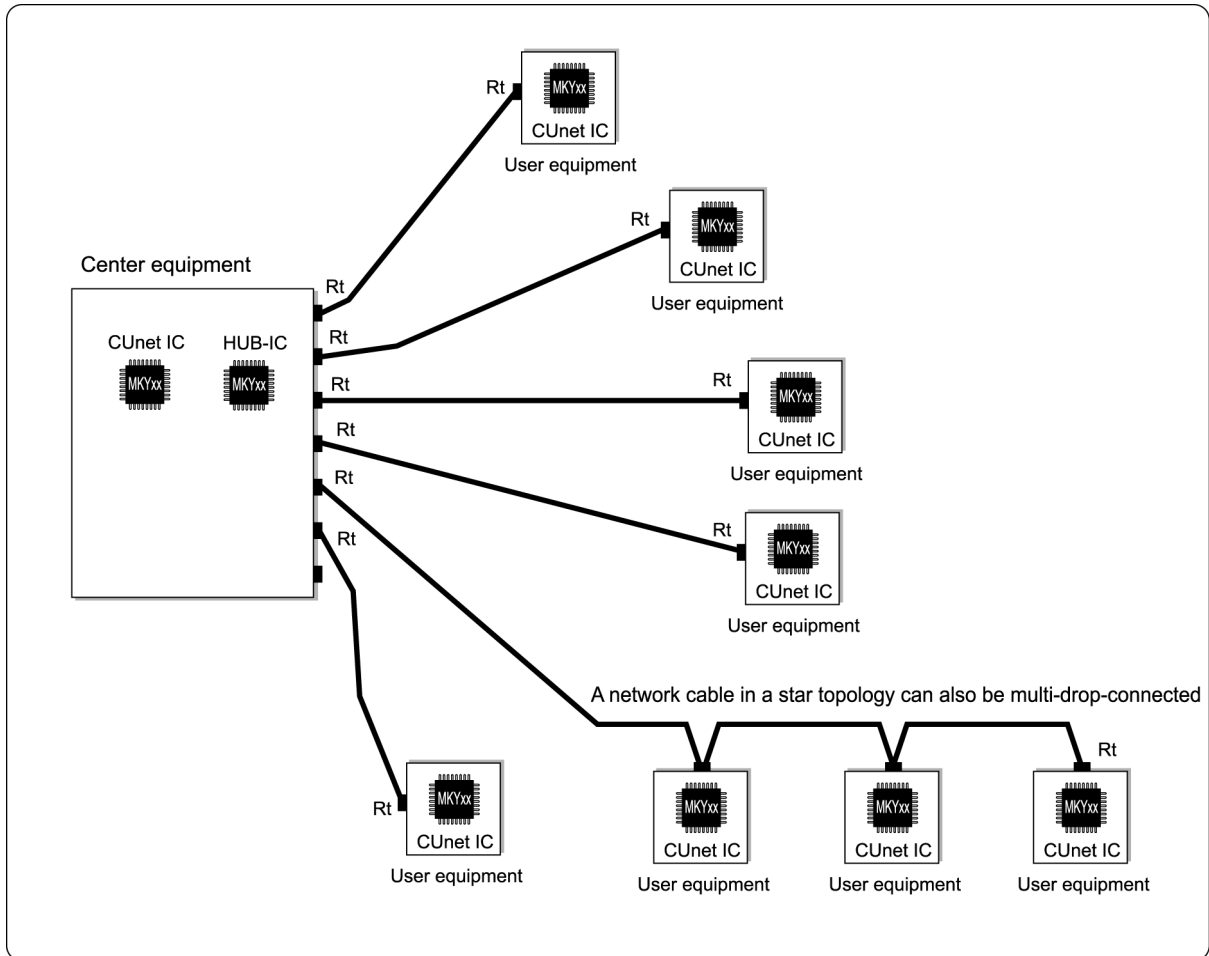 Rt
MKYxx
CUnet IC
User equipment
Rt
MKYxx
CUnet IC
User equipment
Center equipment
CUnet IC
HUB-IC
MKYxx
MKYxx
Rt
Rt
Rt
Rt
Rt
Rt
Rt
MKYxx
CUnet IC
User equipment
Rt
MKYxx
CUnet IC
User equipment
A network cable in a star topology can also be multi-drop-connected
Rt
MKYxx
CUnet IC
User equipment
MKYxx
CUnet IC
User equipment
MKYxx
CUnet IC
User equipment
Rt
MKYxx
CUnet IC
User equipment